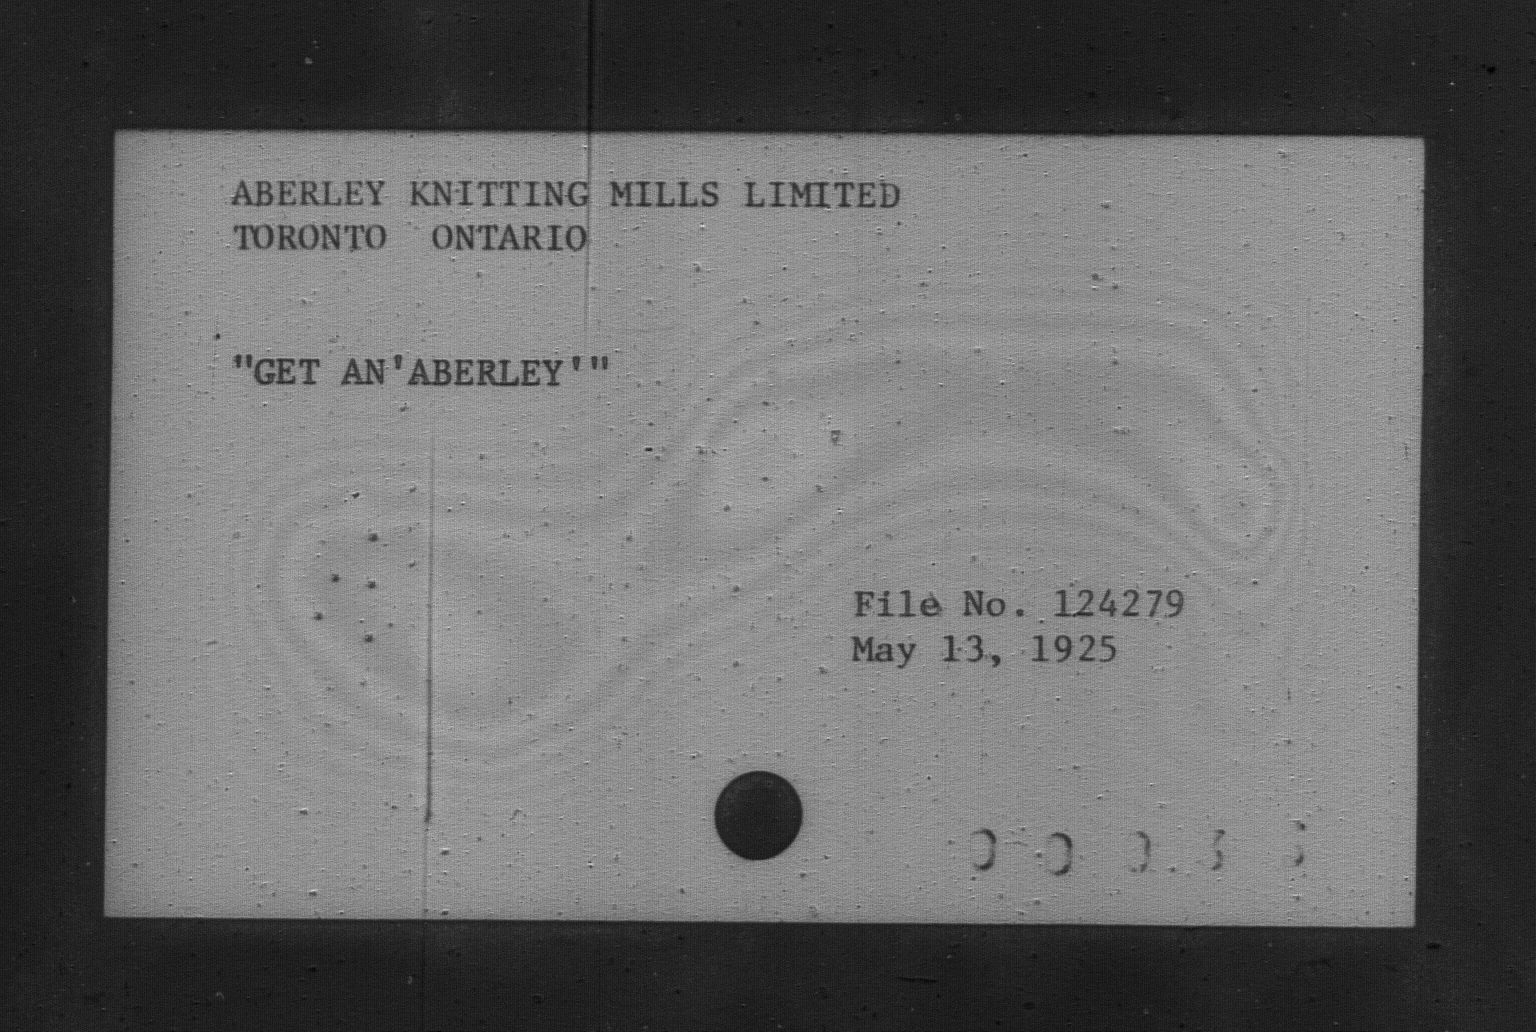 ABERLEY KNITTING MILLS LIMITED
TORONTO ONTARIO
"GET AN'ABERLEY'"
File No. 124279
May 13, 1925